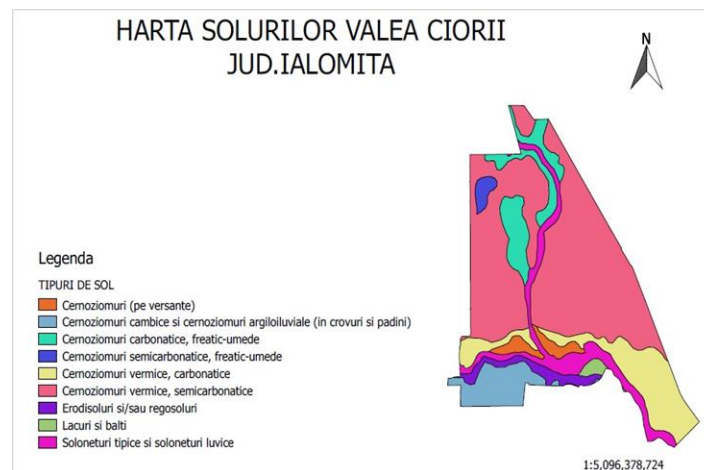 HARTA SOLURILOR VALEA CIORII
JUD.IALOMITA
N
Legenda
TIPURI DE SOL
Cernoziomuri (pe versante)
Cernoziomuri cambice si cernoziomuri argiloiluviale (in crovuri si padini)
Cernoziomuri carbonatice, freatic-umede
Cernoziomuri semicarbonatice, freatic-umede
Cernoziomuri vermice, carbonatice
Cernoziomuri vermice, semicarbonatice
Erodisoluri si/sau regosoluri
Lacuri si balti
Soloneturi tipice si soloneturi luvice
1:5,096,378,724